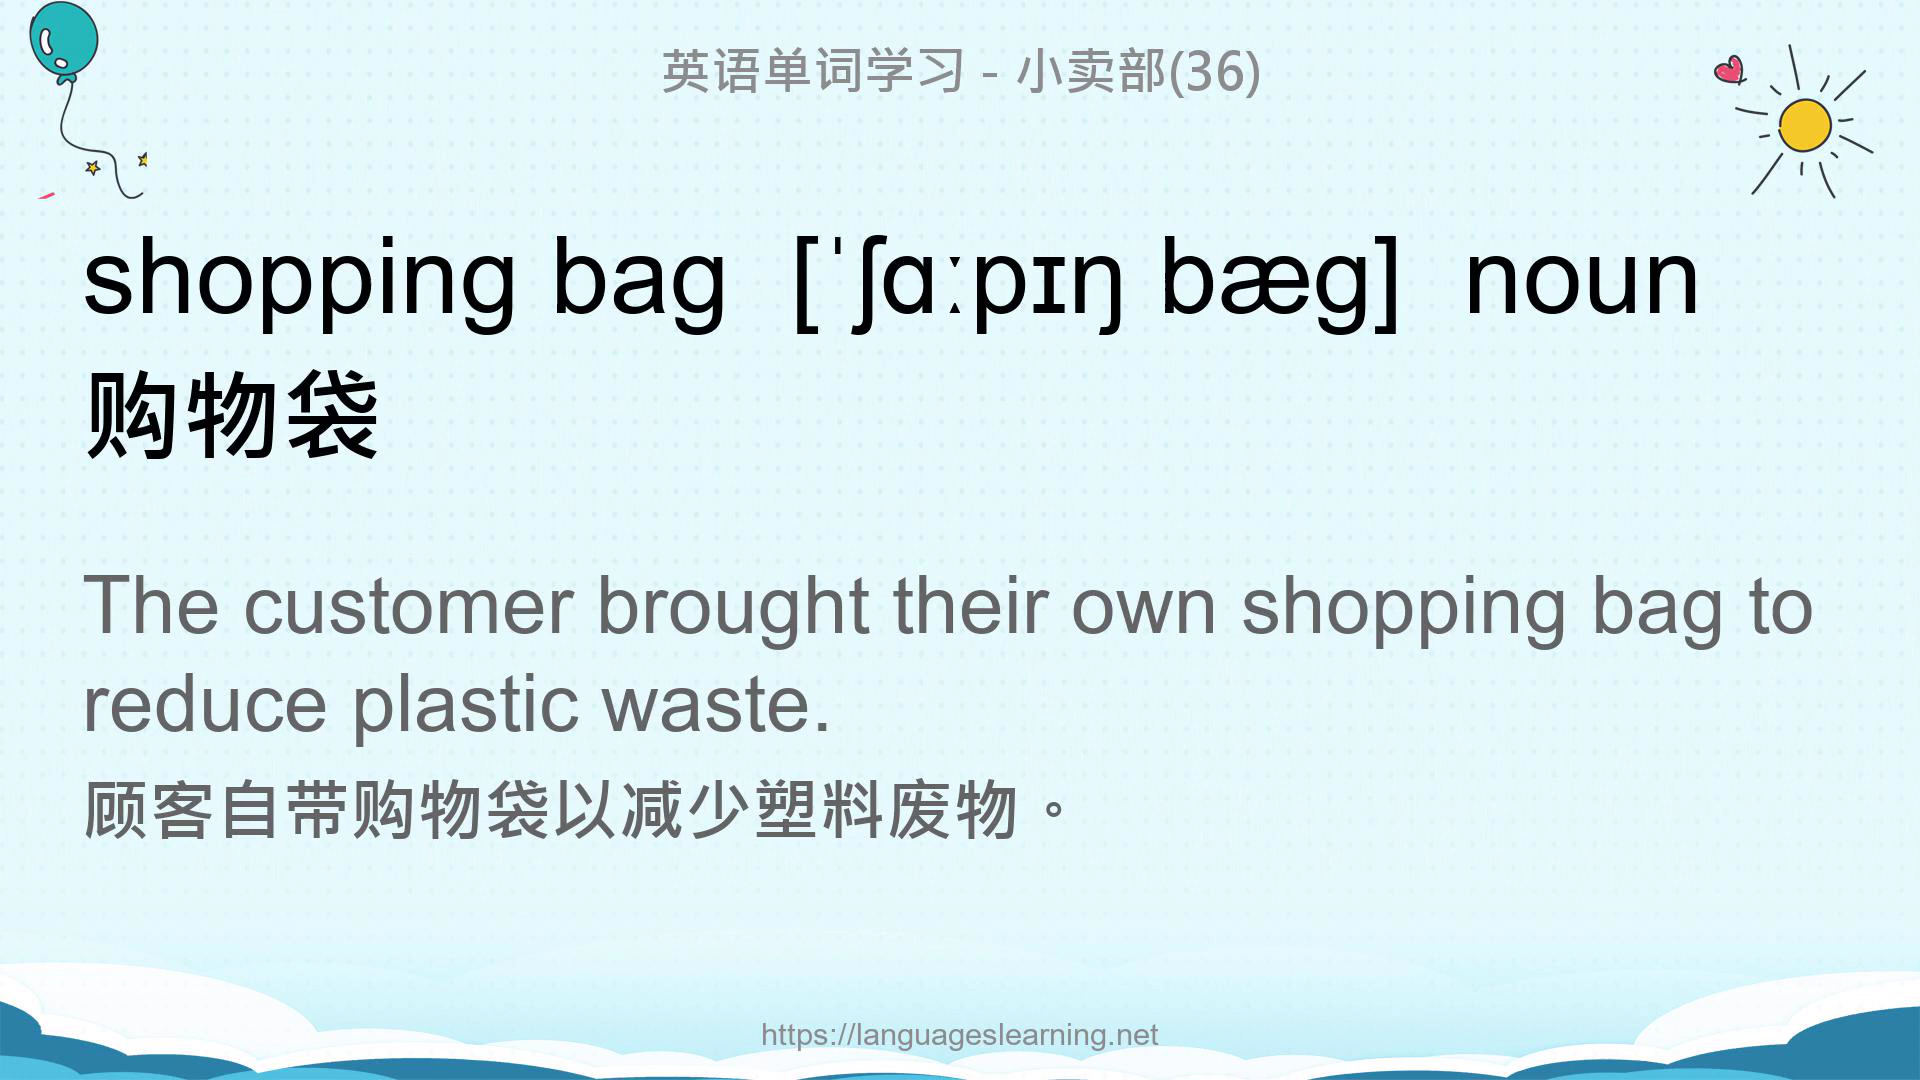 英语单词学习 - 小卖部(36)
shopping bag  [ˈʃɑːpɪŋ bæg]  noun
购物袋
The customer brought their own shopping bag to
reduce plastic waste.
顾客自带购物袋以减少塑料废物。
https://languageslearning.net